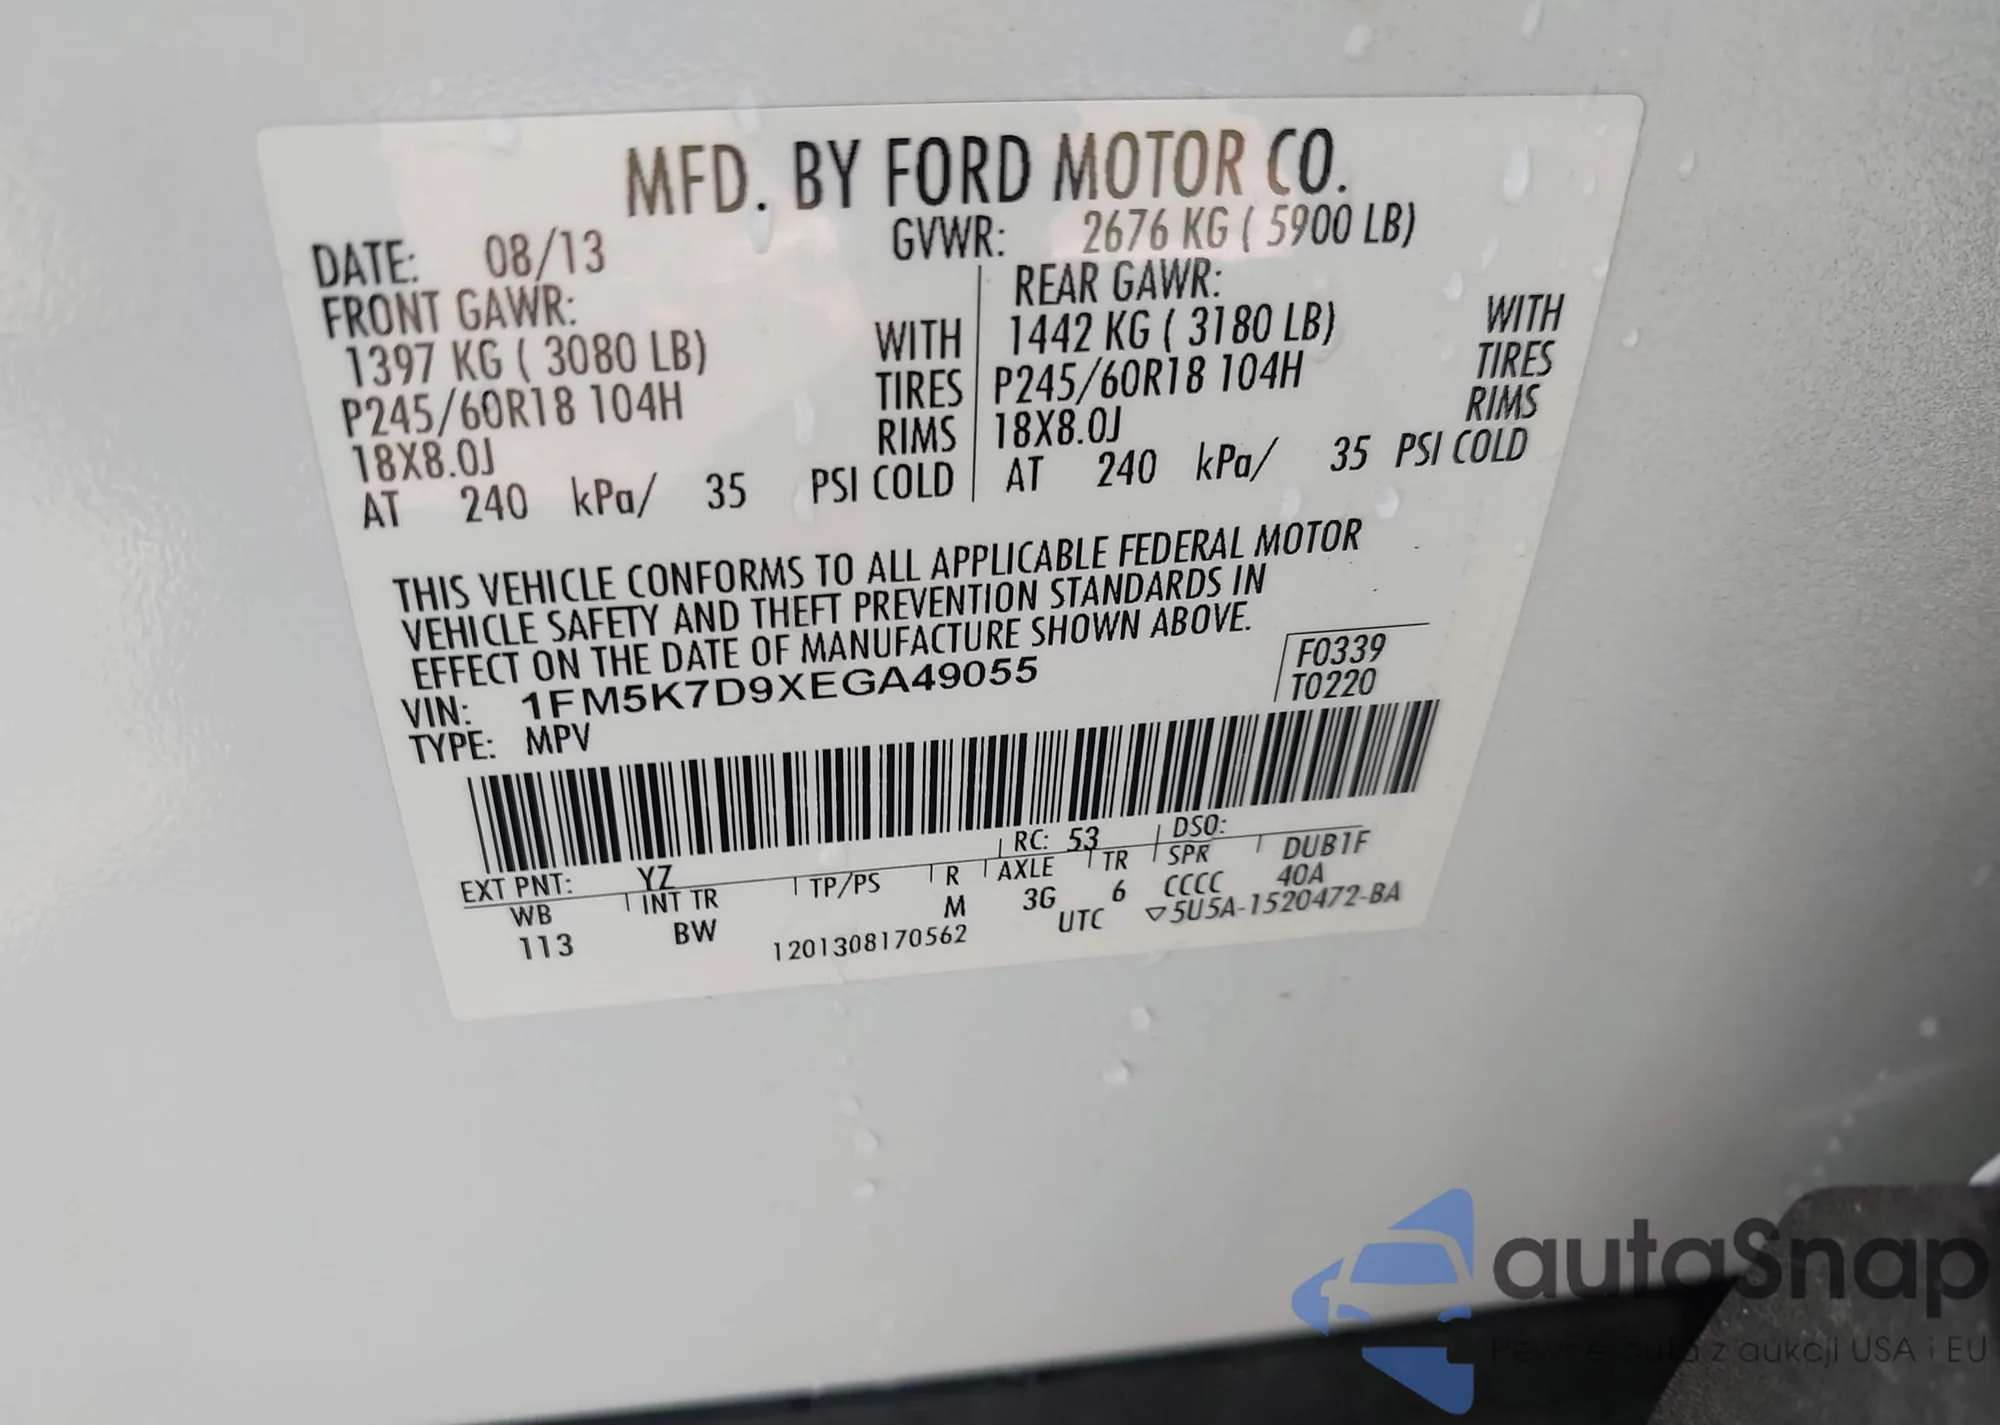 MFD. BY FORD MOTOR CO.
DATE: 08/13 GVWR: 2676 KG ( 5900 LB)
FRONT GAWR: REAR GAWR:
1397 KG ( 3080 LB) WITH 1442 KG ( 3180 LB) WITH
P245/60R18 104H TIRES P245/60R18 104H TIRES
18X8.0J RIMS 18X8.0J RIMS
AT 240 kPa/ 35 PSI COLD AT 240 kPa/ 35 PSI COLD
THIS VEHICLE CONFORMS TO ALL APPLICABLE FEDERAL MOTOR
VEHICLE SAFETY AND THEFT PREVENTION STANDARDS IN
EFFECT ON THE DATE OF MANUFACTURE SHOWN ABOVE.
VIN: 1FM5K7D9XEGA49055 F0339
TYPE: MPV T0220
EXT PNT: YZ RC: 53 DSO:
WB INT TR TP/PS R AXLE TR SPR DUB1F
113 BW M 3G 6 CCCC 40A
1201308170562 UTC ▽5U5A-1520472-BA
autaSnap
Pewne auta z aukcji USA i EU